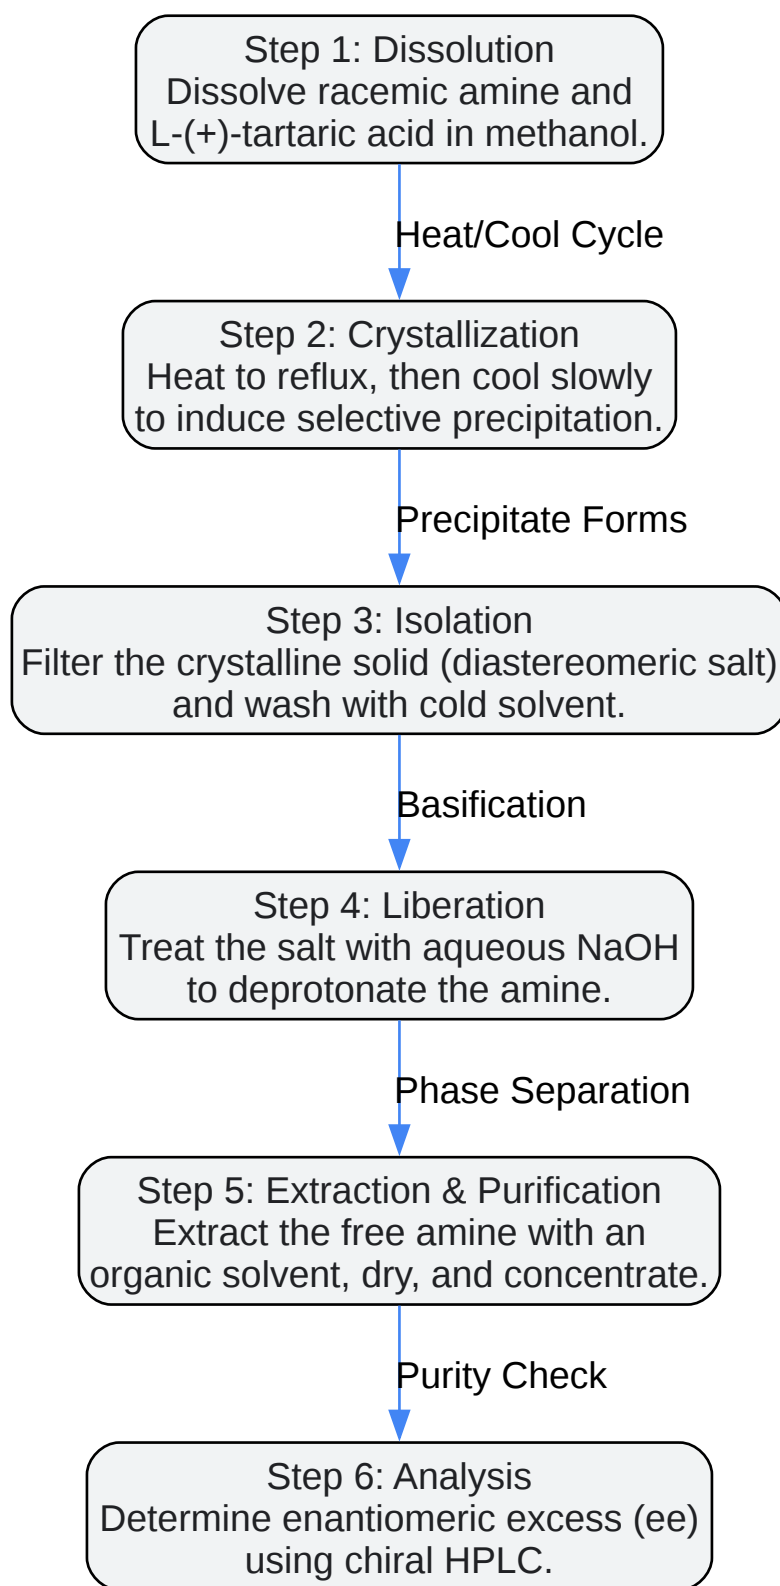 Step 1: Dissolution
Dissolve racemic amine and
L-(+)-tartaric acid in methanol.
Heat/Cool Cycle
Step 2: Crystallization
Heat to reflux, then cool slowly
to induce selective precipitation.
Precipitate Forms
Step 3: Isolation
Filter the crystalline solid (diastereomeric salt)
and wash with cold solvent.
Basification
Step 4: Liberation
Treat the salt with aqueous NaOH
to deprotonate the amine.
Phase Separation
Step 5: Extraction & Purification
Extract the free amine with an
organic solvent, dry, and concentrate.
Purity Check
Step 6: Analysis
Determine enantiomeric excess (ee)
using chiral HPLC.